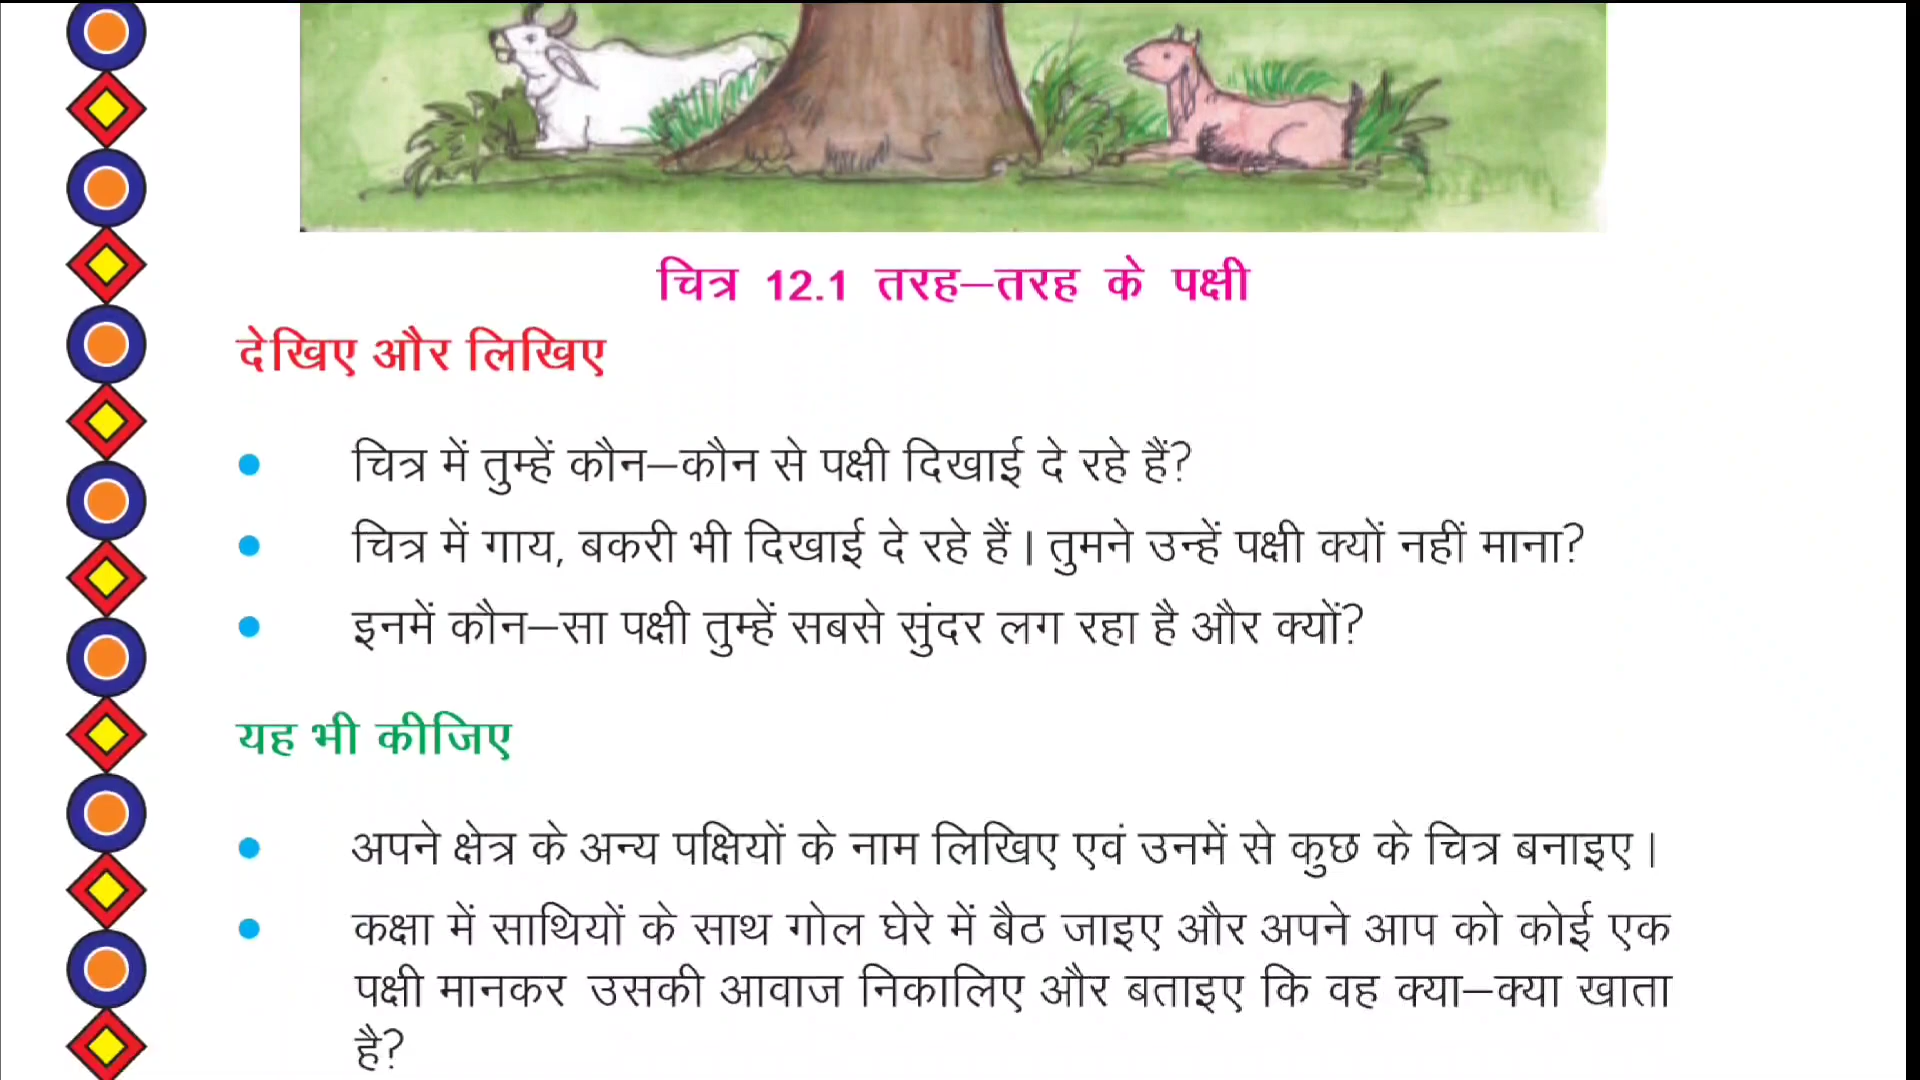 चित्र 12.1 तरह–तरह के पक्षी
देखिए और लिखिए
• चित्र में तुम्हें कौन–कौन से पक्षी दिखाई दे रहे हैं?
• चित्र में गाय, बकरी भी दिखाई दे रहे हैं। तुमने उन्हें पक्षी क्यों नहीं माना?
• इनमें कौन–सा पक्षी तुम्हें सबसे सुंदर लग रहा है और क्यों?
यह भी कीजिए
• अपने क्षेत्र के अन्य पक्षियों के नाम लिखिए एवं उनमें से कुछ के चित्र बनाइए।
• कक्षा में साथियों के साथ गोल घेरे में बैठ जाइए और अपने आप को कोई एक
पक्षी मानकर उसकी आवाज निकालिए और बताइए कि वह क्या–क्या खाता
है?